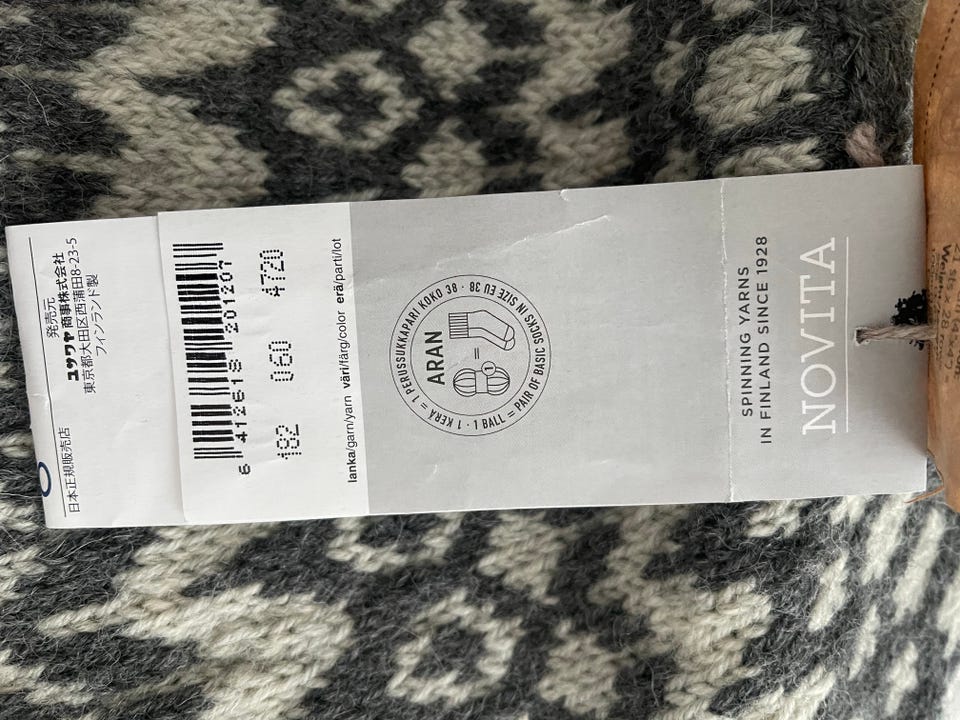 NOVITA
SPINNING YARNS
IN FINLAND SINCE 1928
1 KERÄ = 1 PERUSSUKKAPARI KOKO 38 · 1 BALL = PAIR OF BASIC SOCKS IN SIZE EU 38 ·
ARAN
=
lanka/garn/yarn väri/färg/color erä/parti/lot
482 060 4720
6 412618 201207
発売元
ユザワヤ商事株式会社
東京都大田区西蒲田8-23-5
フィンランド製
日本正規販売店